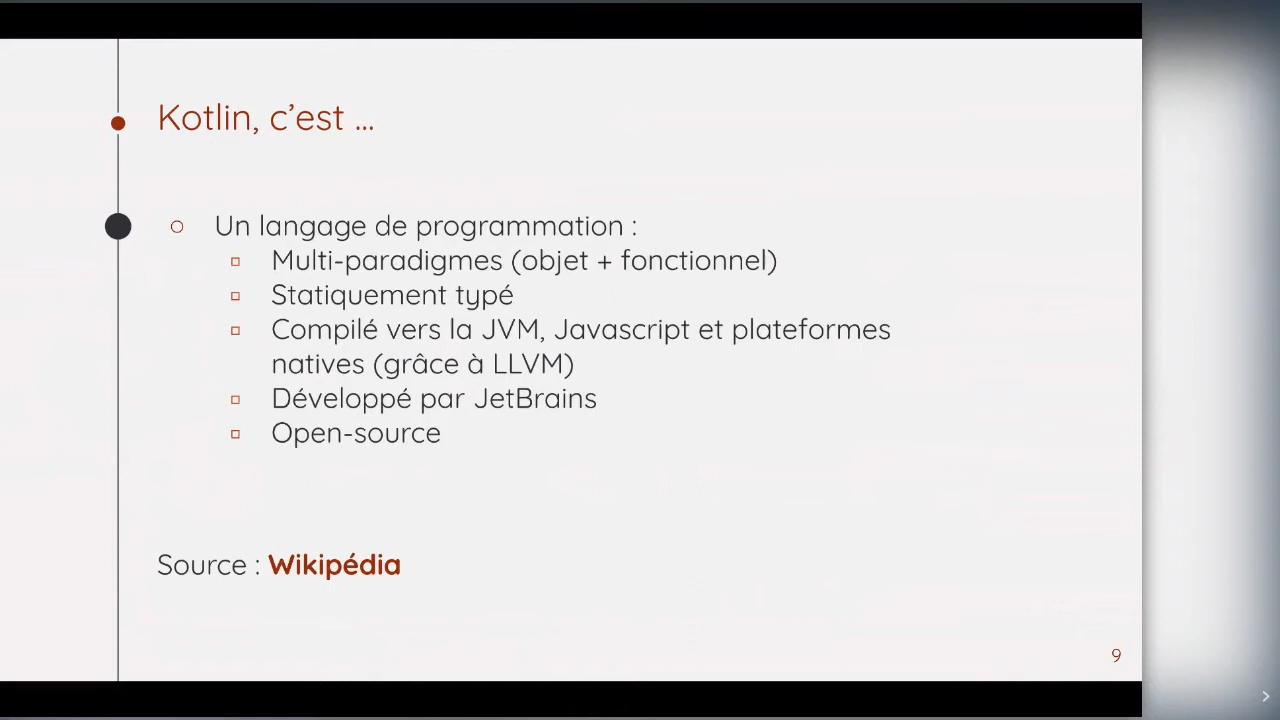 Kotlin, c’est ...
Un langage de programmation :
Multi-paradigmes (objet + fonctionnel)
Statiquement typé
Compilé vers la JVM, Javascript et plateformes
natives (grâce à LLVM)
Développé par JetBrains
Open-source
Source : Wikipédia
9